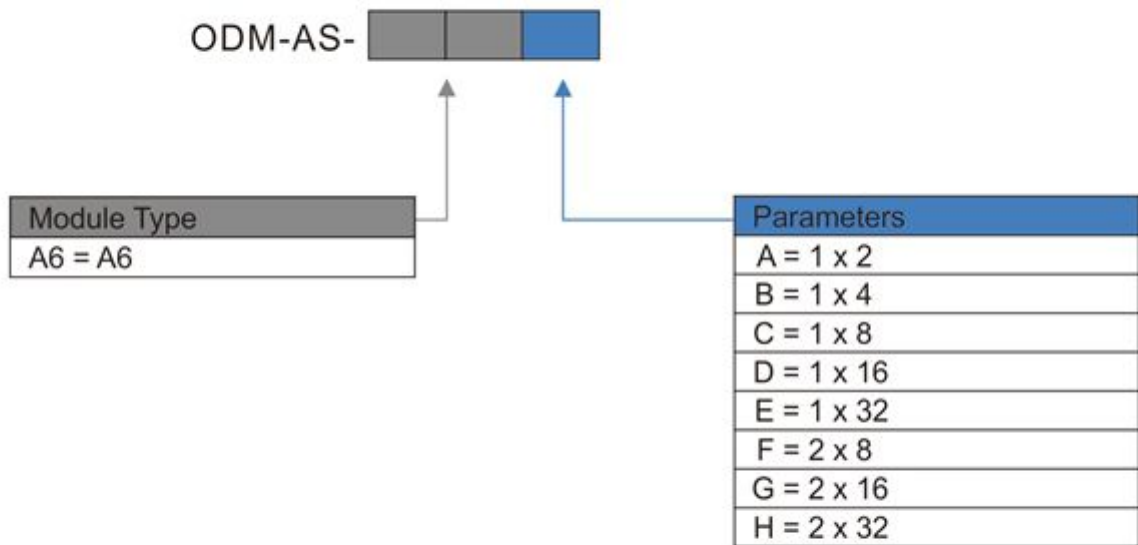 ODM-AS-
Module Type
A6 = A6
Parameters
A = 1 x 2
B = 1 x 4
C = 1 x 8
D = 1 x 16
E = 1 x 32
F = 2 x 8
G = 2 x 16
H = 2 x 32